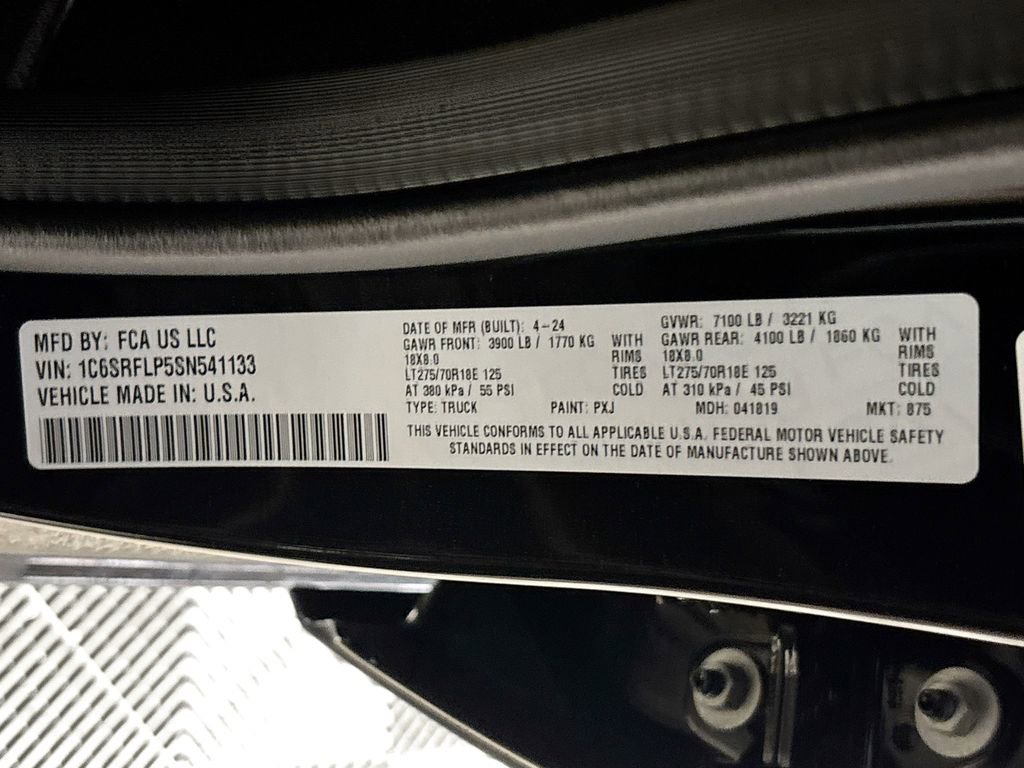 MFD BY: FCA US LLC
VIN: 1C6SRFLP5SN541133
VEHICLE MADE IN: U.S.A.
DATE OF MFR (BUILT): 4-24
GAWR FRONT: 3900 LB / 1770 KG WITH
18X8.0 RIMS
LT275/70R18E 125 TIRES
AT 380 kPa / 55 PSI COLD
GVWR: 7100 LB / 3221 KG
GAWR REAR: 4100 LB / 1860 KG WITH
18X8.0 RIMS
LT275/70R18E 125 TIRES
AT 310 kPa / 45 PSI COLD
TYPE: TRUCK PAINT: PXJ MDH: 041819 MKT: 875
THIS VEHICLE CONFORMS TO ALL APPLICABLE U.S.A. FEDERAL MOTOR VEHICLE SAFETY
STANDARDS IN EFFECT ON THE DATE OF MANUFACTURE SHOWN ABOVE.